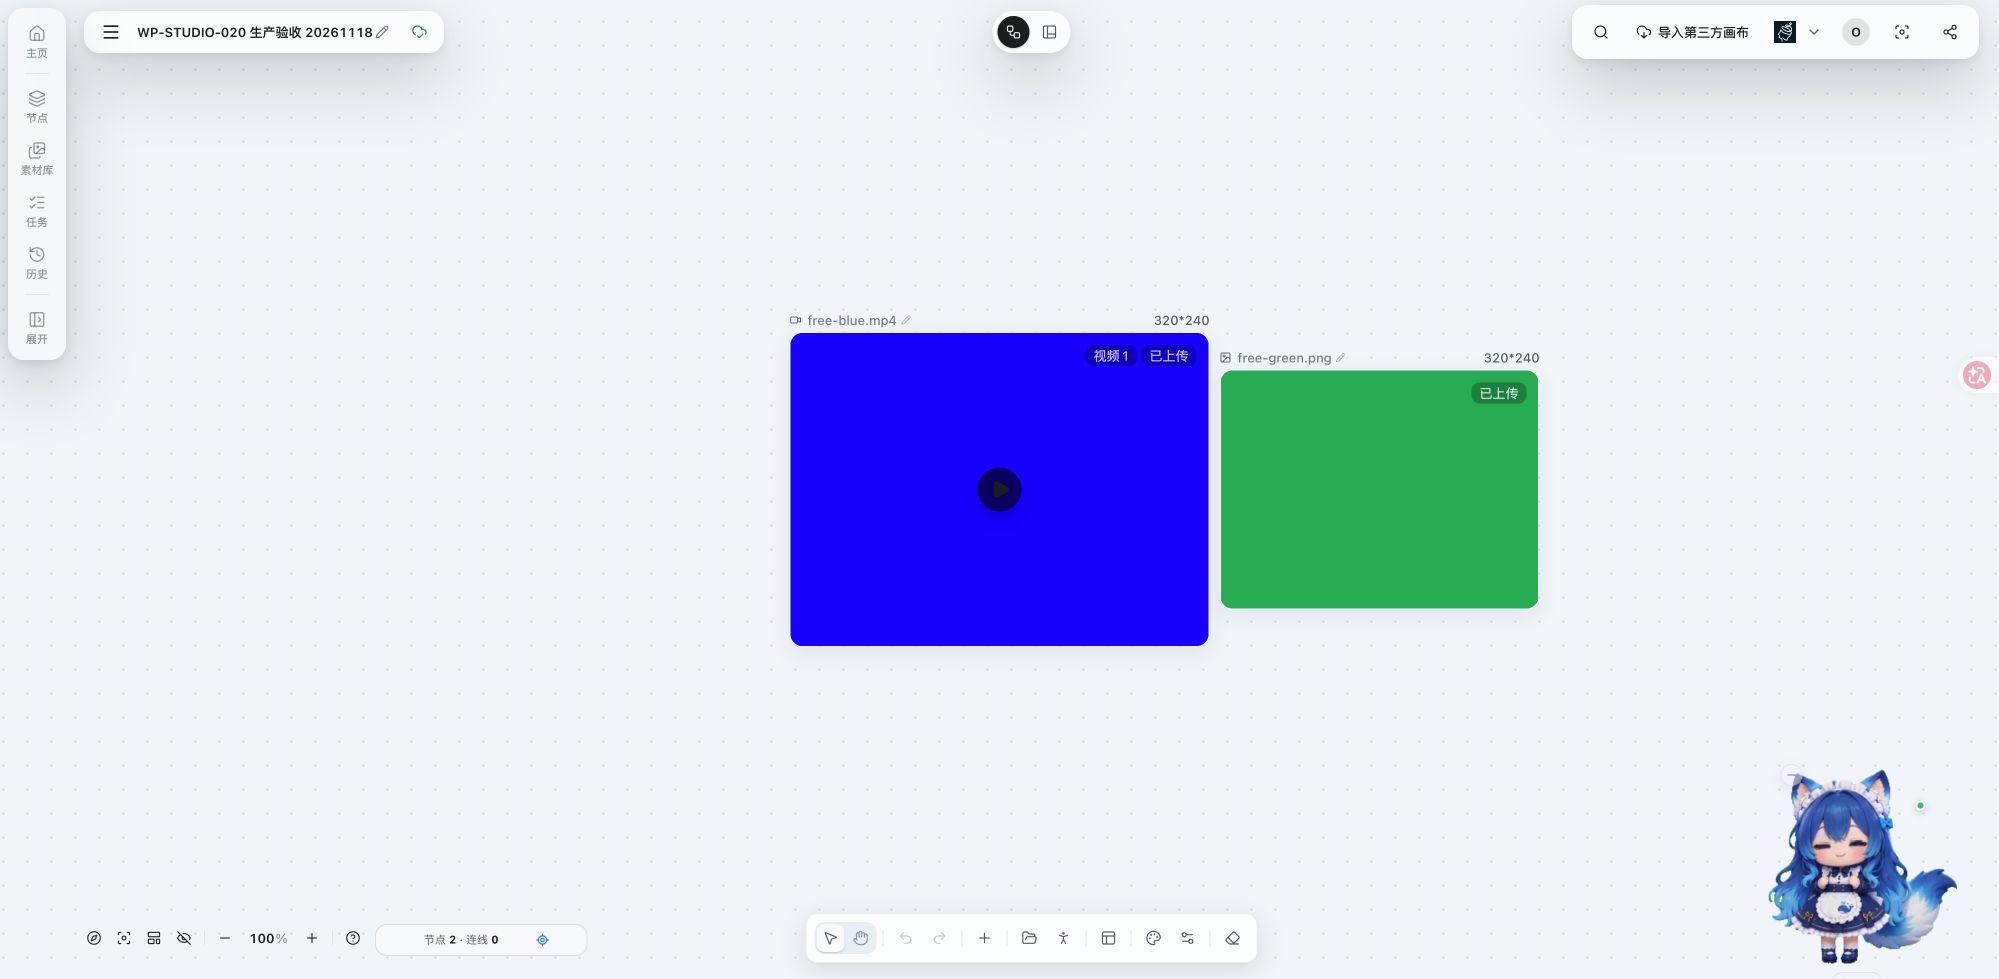 主页
节点
素材库
任务
历史
展开
WP-STUDIO-020 生产验收 20261118
导入第三方画布
O
free-blue.mp4
320*240
视频 1
已上传
free-green.png
320*240
已上传
100%
节点 2 · 连线 0